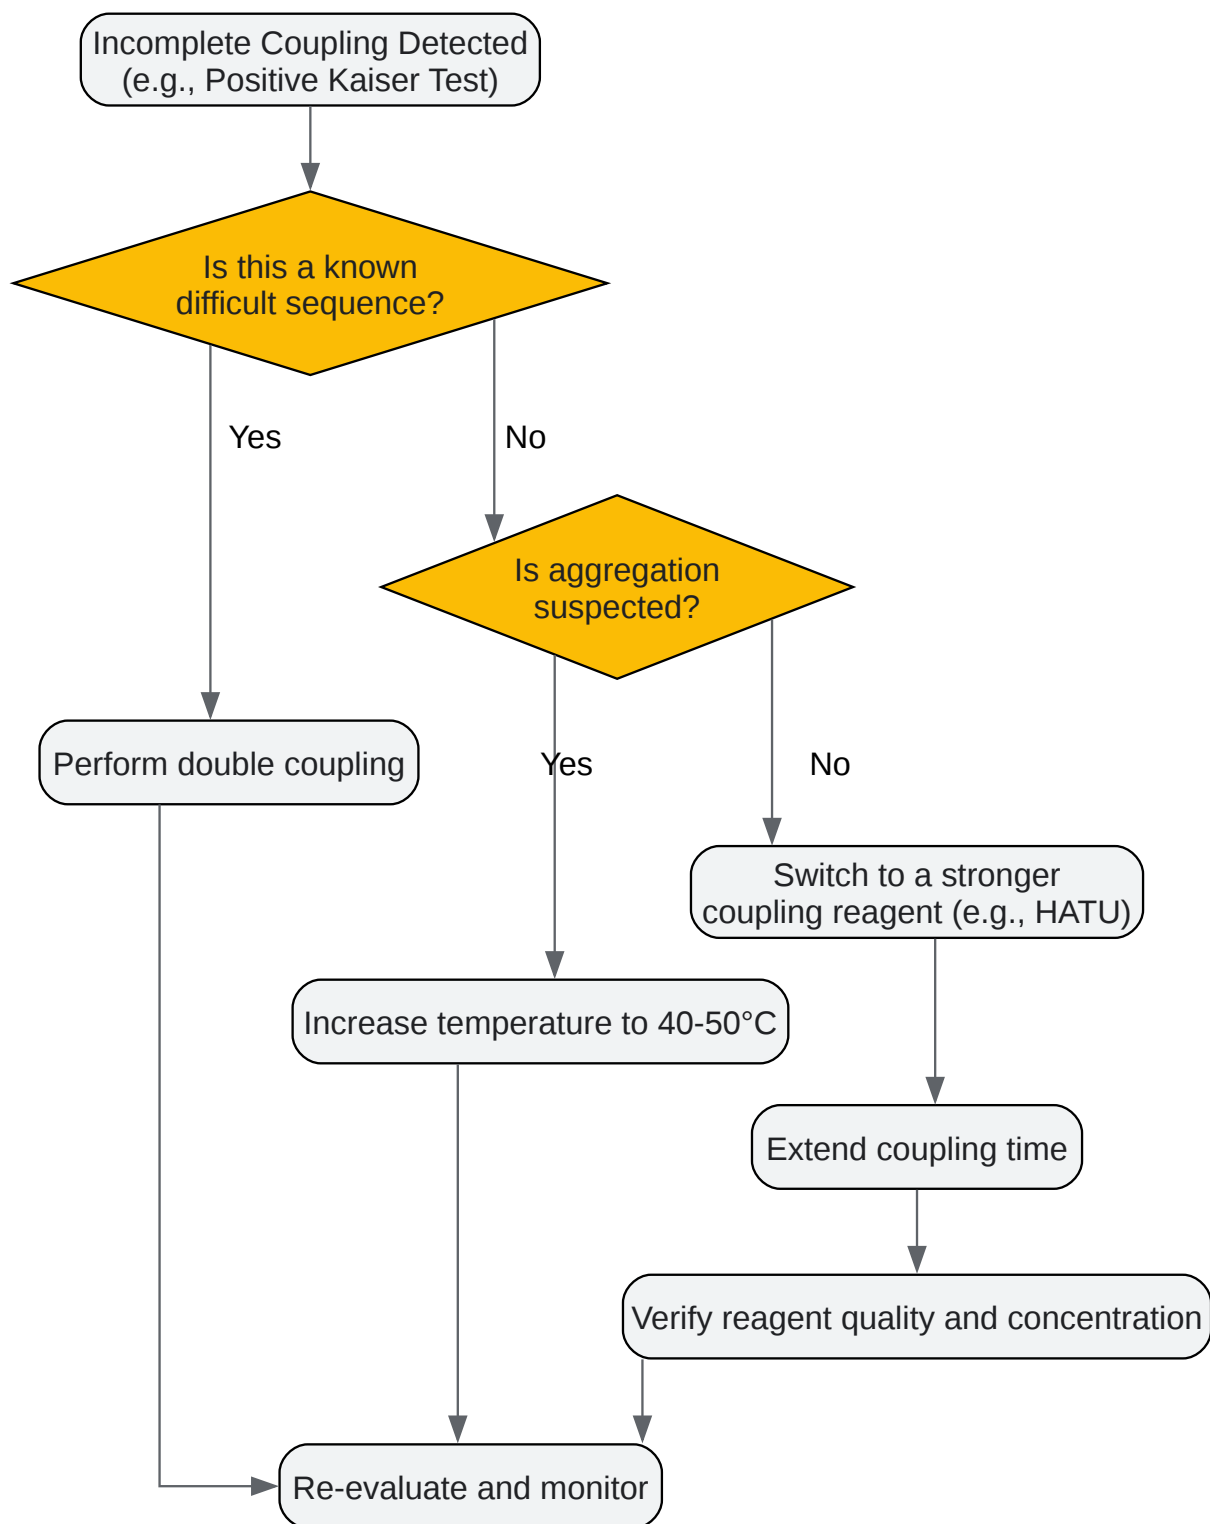 Incomplete Coupling Detected
(e.g., Positive Kaiser Test)
Is this a known
difficult sequence?
Yes
No
Is aggregation
suspected?
Perform double coupling
Yes
No
Switch to a stronger
coupling reagent (e.g., HATU)
Increase temperature to 40-50°C
Extend coupling time
Verify reagent quality and concentration
Re-evaluate and monitor